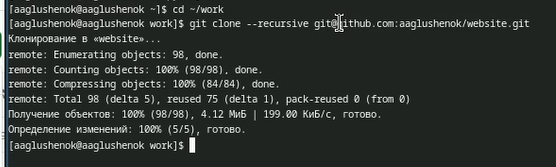 [aaglushenok@aaglushenok ~]$ cd ~/work
[aaglushenok@aaglushenok work]$ git clone --recursive git@github.com:aaglushenok/website.git
Клонирование в «website»...
remote: Enumerating objects: 98, done.
remote: Counting objects: 100% (98/98), done.
remote: Compressing objects: 100% (84/84), done.
remote: Total 98 (delta 5), reused 75 (delta 1), pack-reused 0 (from 0)
Получение объектов: 100% (98/98), 4.12 МиБ | 199.00 КиБ/с, готово.
Определение изменений: 100% (5/5), готово.
[aaglushenok@aaglushenok work]$